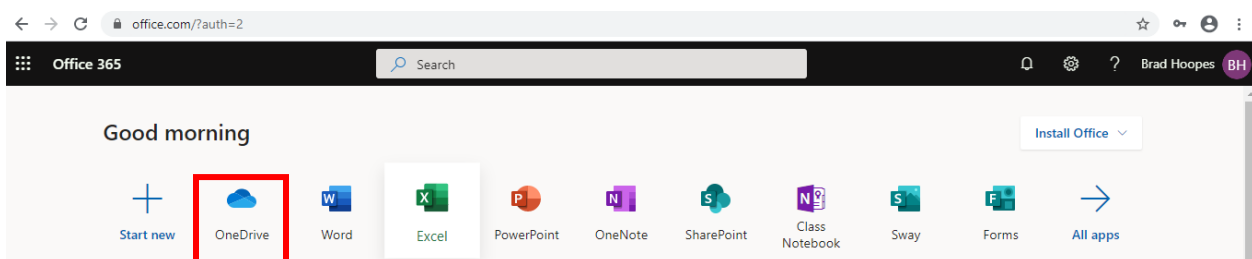 office.com/?auth=2
Office 365
Search
Brad Hoopes
BH
Good morning
Install Office
Start new
OneDrive
Word
Excel
PowerPoint
OneNote
SharePoint
Class
Notebook
Sway
Forms
All apps